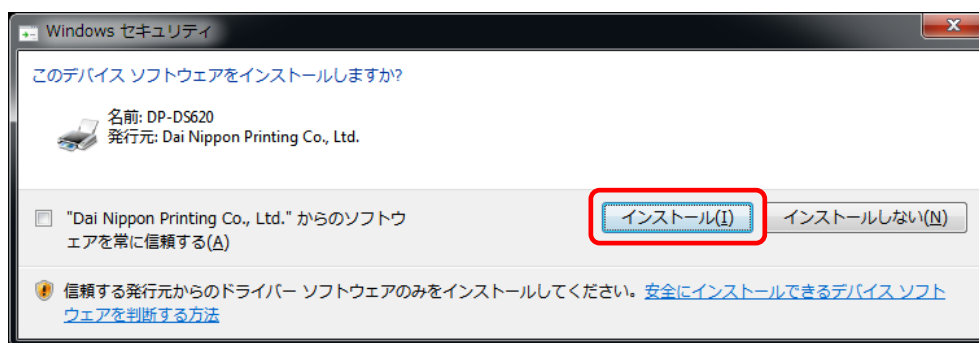 Windows セキュリティ
このデバイス ソフトウェアをインストールしますか?
名前: DP-DS620
発行元: Dai Nippon Printing Co., Ltd.
"Dai Nippon Printing Co., Ltd." からのソフトウ
ェアを常に信頼する(A)
インストール(I)
インストールしない(N)
信頼する発行元からのドライバー ソフトウェアのみをインストールしてください。安全にインストールできるデバイス ソフト
ウェアを判断する方法